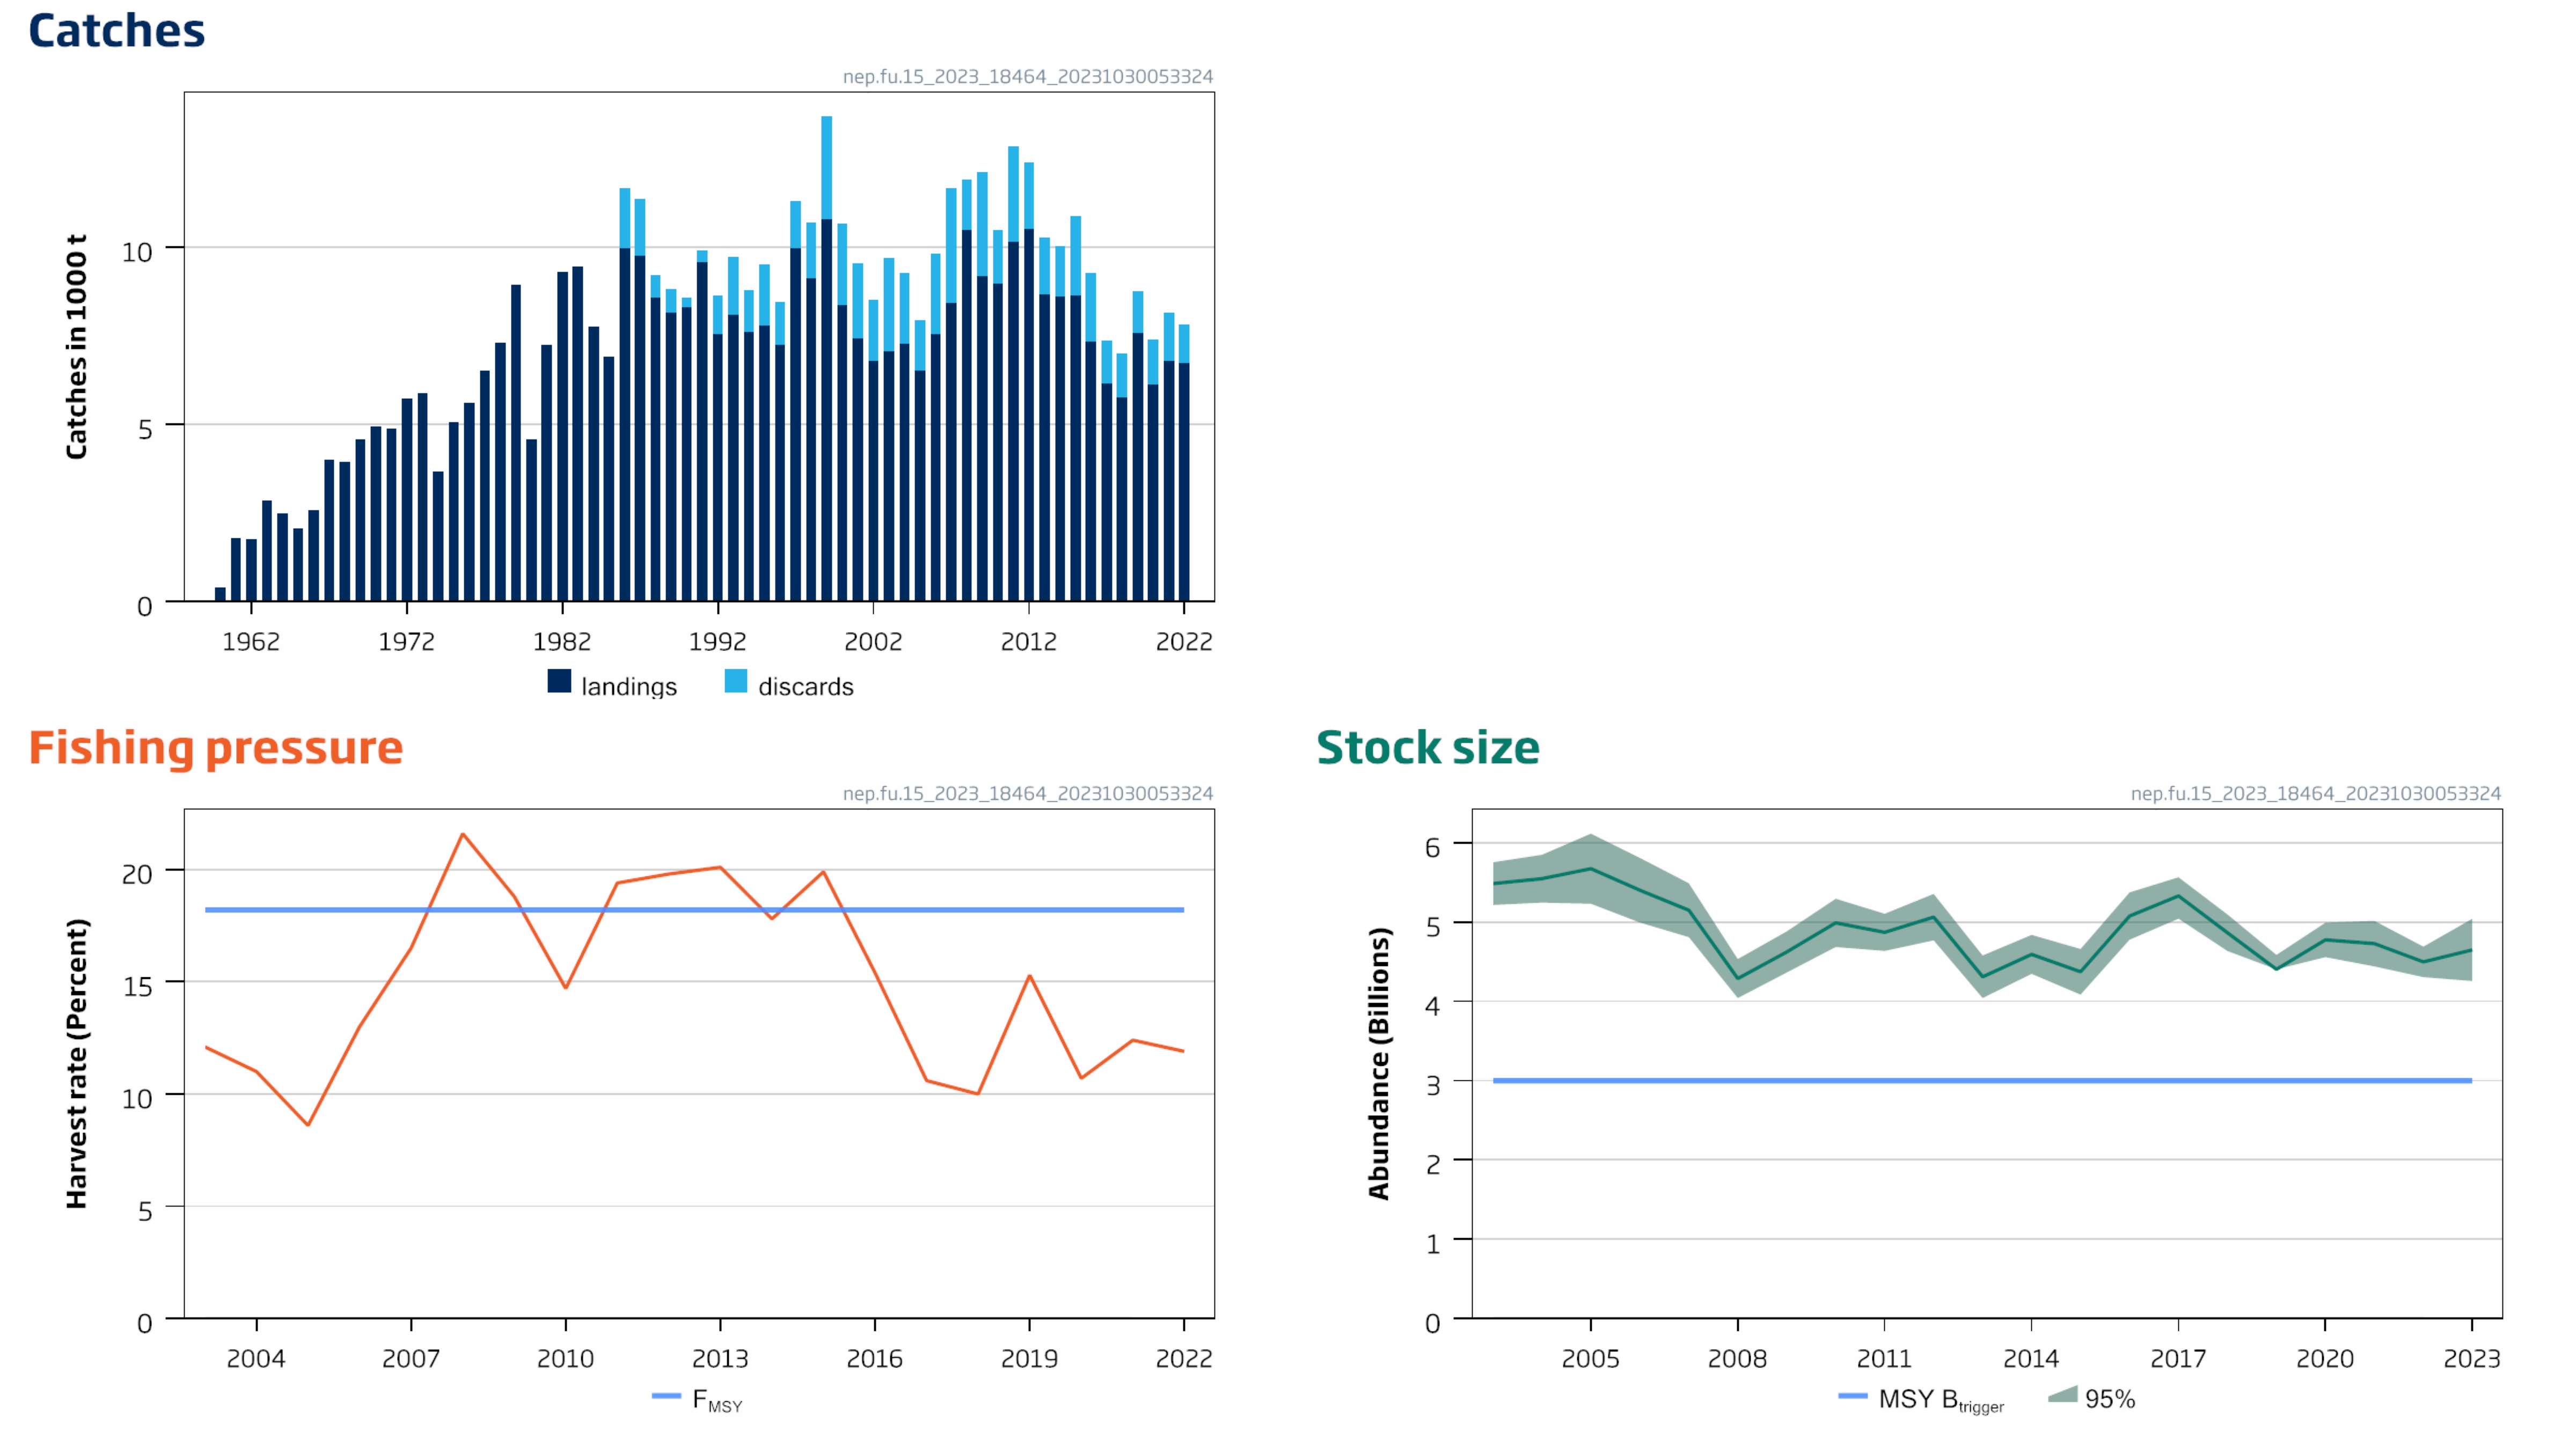 Catches
nep.fu.15_2023_18464_20231030053324
Catches in 1000 t
10
5
0
1962 1972 1982 1992 2002 2012 2022
landings discards
Fishing pressure
nep.fu.15_2023_18464_20231030053324
Harvest rate (Percent)
20
15
10
5
0
2004 2007 2010 2013 2016 2019 2022
FMSY
Stock size
nep.fu.15_2023_18464_20231030053324
Abundance (Billions)
6
5
4
3
2
1
0
2005 2008 2011 2014 2017 2020 2023
MSY Btrigger 95%